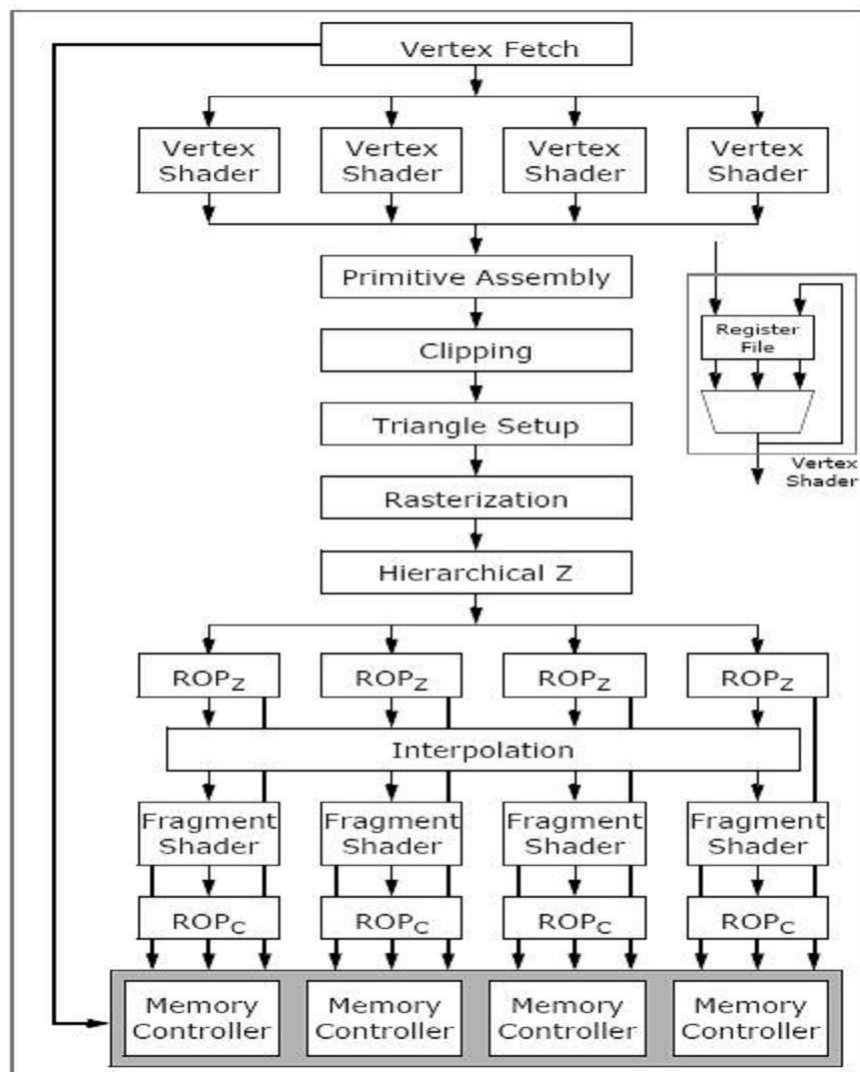 Vertex Fetch
Vertex
Shader
Vertex
Shader
Vertex
Shader
Vertex
Shader
Primitive Assembly
Clipping
Triangle Setup
Rasterization
Hierarchical Z
Register
File
Vertex
Shader
ROPZ
ROPZ
ROPZ
ROPZ
Interpolation
Fragment
Shader
Fragment
Shader
Fragment
Shader
Fragment
Shader
ROPC
ROPC
ROPC
ROPC
Memory
Controller
Memory
Controller
Memory
Controller
Memory
Controller